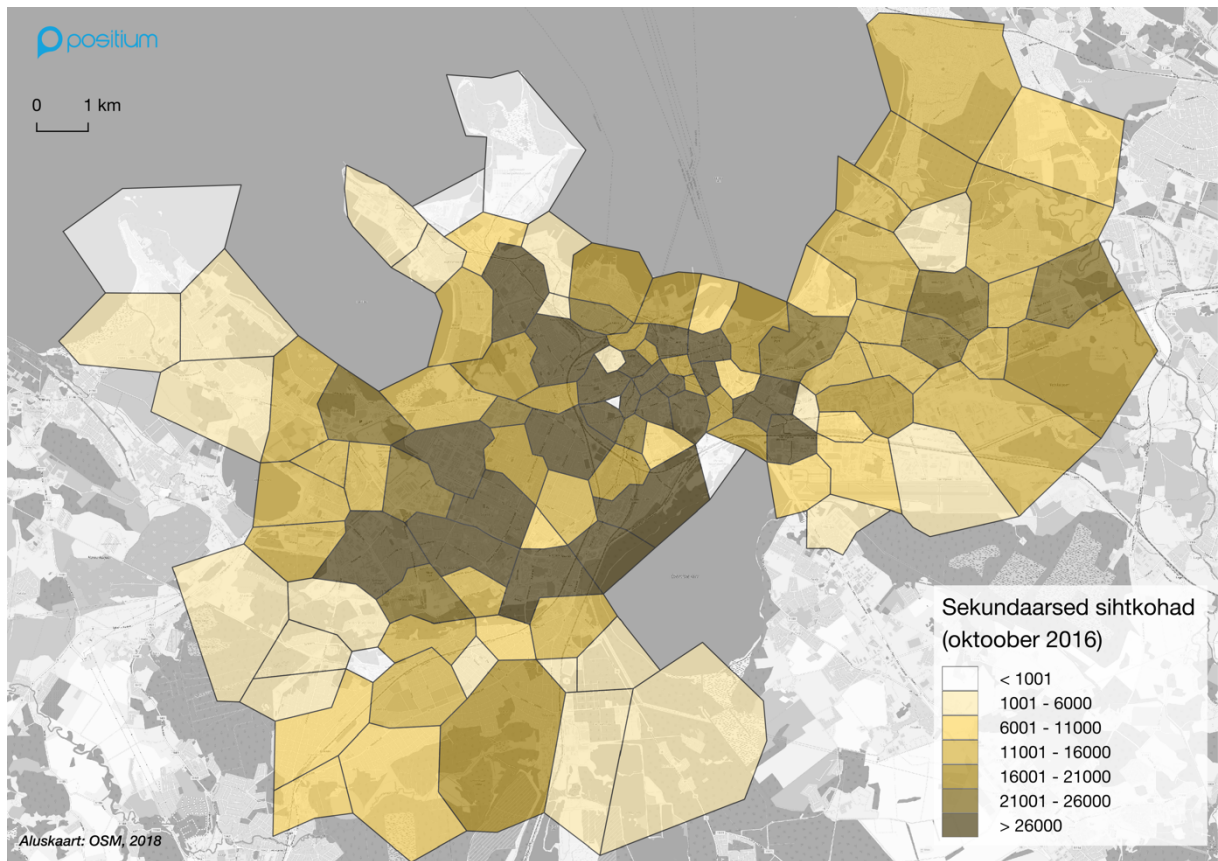 positium
0 1 km
Sekundaarsed sihtkohad
(oktoober 2016)
< 1001
1001 - 6000
6001 - 11000
11001 - 16000
16001 - 21000
21001 - 26000
> 26000
Aluskaart: OSM, 2018